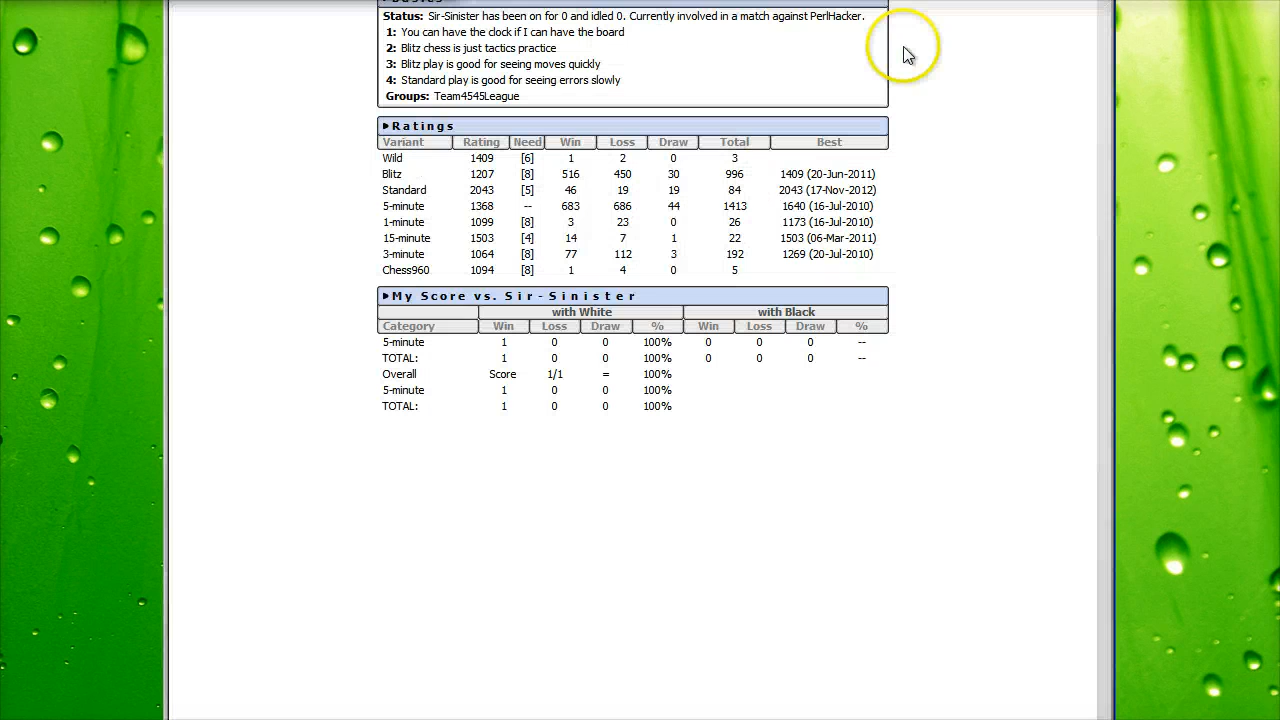 Basics
Status: Sir-Sinister has been on for 0 and idled 0. Currently involved in a match against PerlHacker.
1: You can have the clock if I can have the board
2: Blitz chess is just tactics practice
3: Blitz play is good for seeing moves quickly
4: Standard play is good for seeing errors slowly
Groups: Team4545League
Ratings
Variant Rating Need Win Loss Draw Total Best
Wild 1409 [6] 1 2 0 3
Blitz 1207 [8] 516 450 30 996 1409 (20-Jun-2011)
Standard 2043 [5] 46 19 19 84 2043 (17-Nov-2012)
5-minute 1368 -- 683 686 44 1413 1640 (16-Jul-2010)
1-minute 1099 [8] 3 23 0 26 1173 (16-Jul-2010)
15-minute 1503 [4] 14 7 1 22 1503 (06-Mar-2011)
3-minute 1064 [8] 77 112 3 192 1269 (20-Jul-2010)
Chess960 1094 [8] 1 4 0 5
My Score vs. Sir-Sinister
with White with Black
Category Win Loss Draw % Win Loss Draw %
5-minute 1 0 0 100% 0 0 0 --
TOTAL: 1 0 0 100% 0 0 0 --
Overall Score 1/1 = 100%
5-minute 1 0 0 100%
TOTAL: 1 0 0 100%